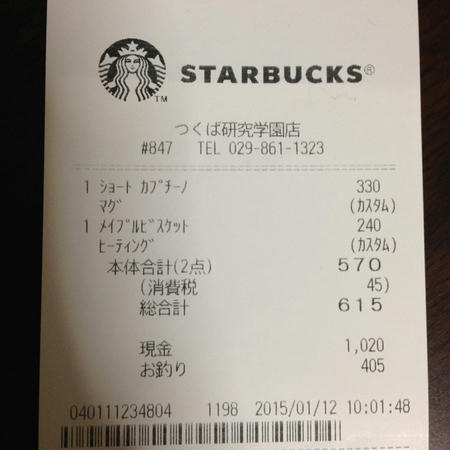 STARBUCKS®
TM
つくば研究学園店
#847 TEL 029-861-1323
1 ショート カプチーノ 330
マグ (カスタム)
1 メイプルビスケット 240
ヒーティング (カスタム)
本体合計(2点) 570
(消費税 45)
総合計 615
現金 1,020
お釣り 405
040111234804 1198 2015/01/12 10:01:48